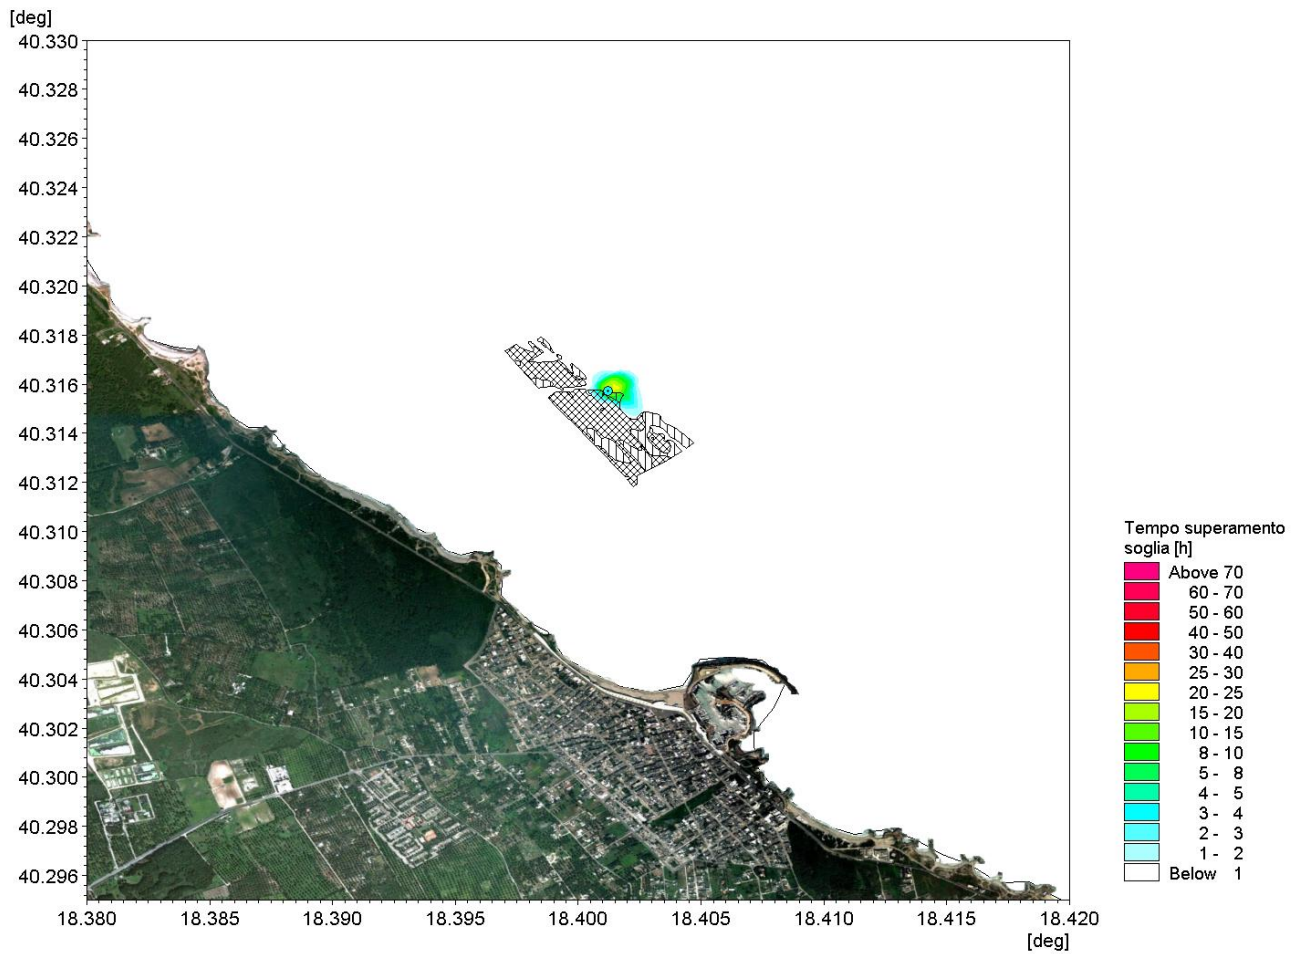 [deg]
40.330
40.328
40.326
40.324
40.322
40.320
40.318
40.316
40.314
40.312
40.310
40.308
40.306
40.304
40.302
40.300
40.298
40.296
18.380 18.385 18.390 18.395 18.400 18.405 18.410 18.415 18.420
[deg]
Tempo superamento
soglia [h]
Above 70
60 - 70
50 - 60
40 - 50
30 - 40
25 - 30
20 - 25
15 - 20
10 - 15
8 - 10
5 - 8
4 - 5
3 - 4
2 - 3
1 - 2
Below 1